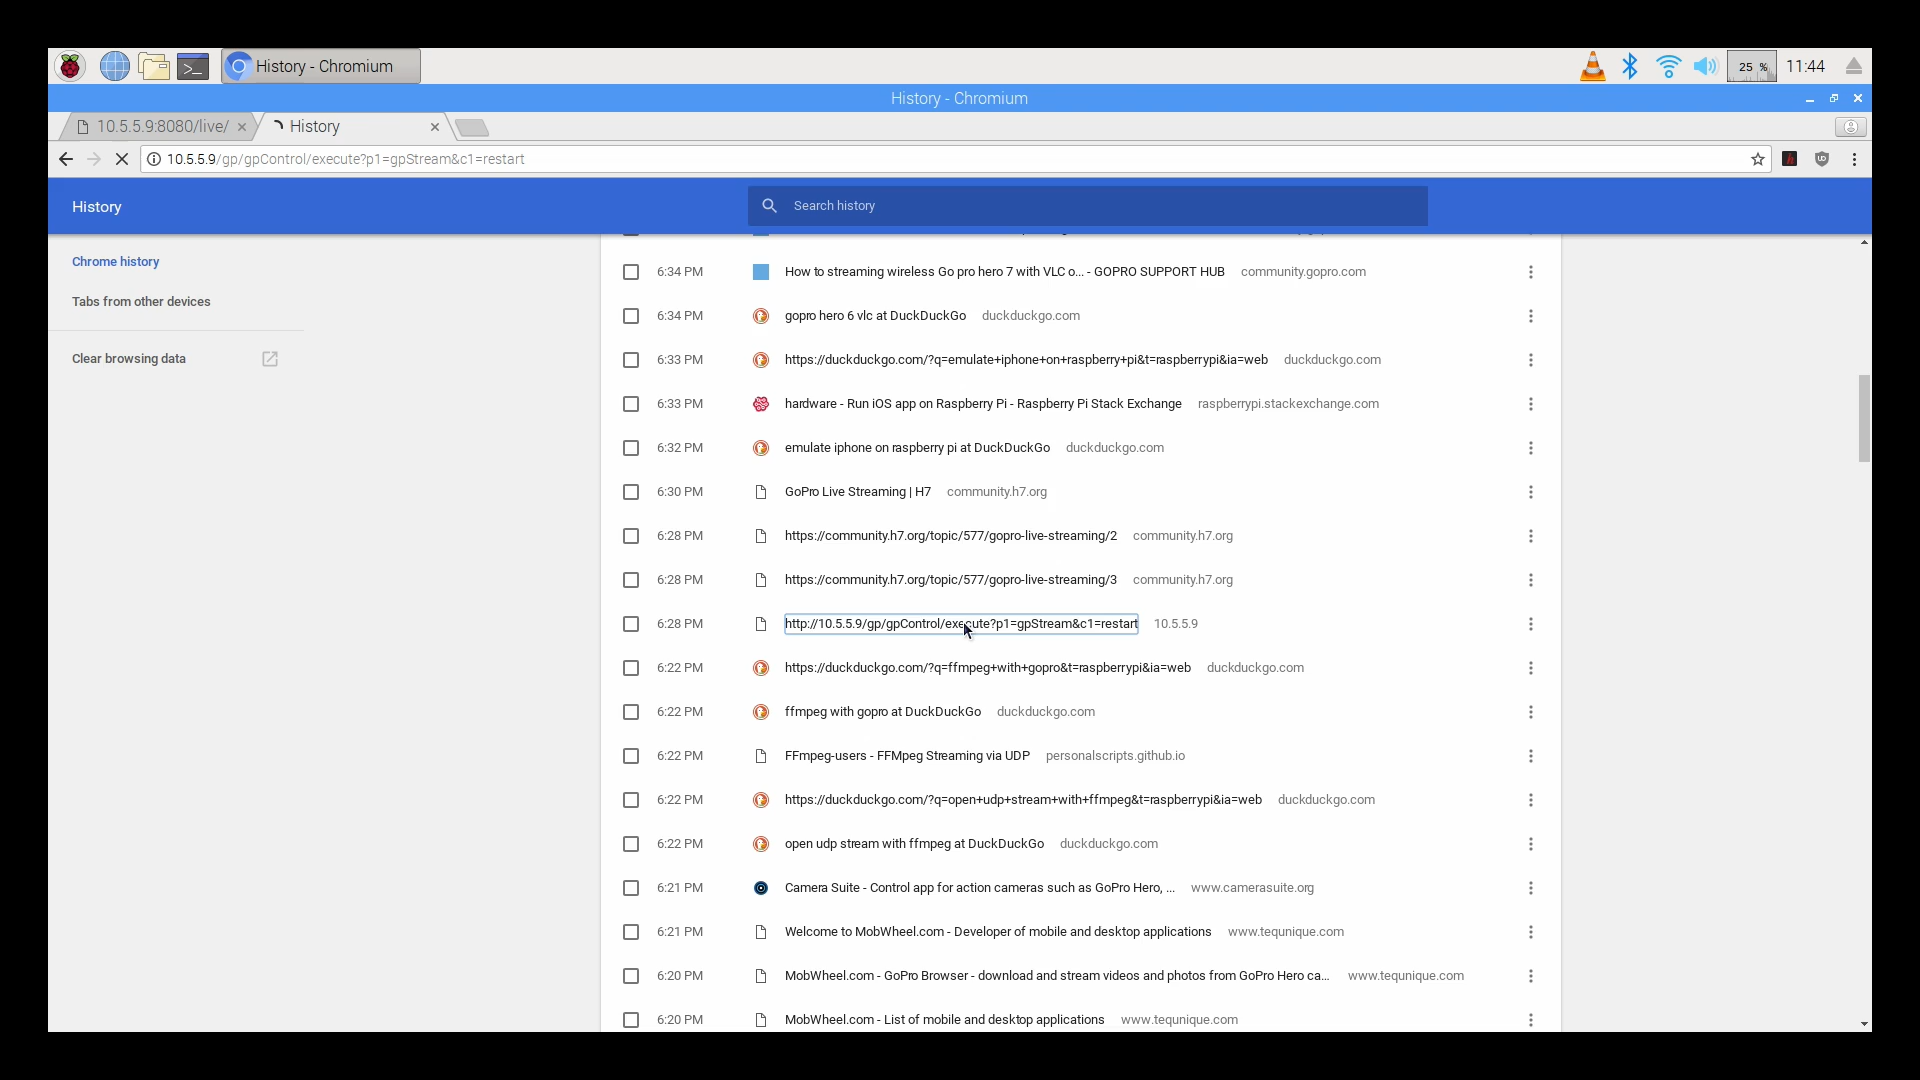 History - Chromium
25 %
11:44
History - Chromium
10.5.5.9:8080/live/
History
10.5.5.9/gp/gpControl/execute?p1=gpStream&c1=restart
History
Search history
Chrome history
Tabs from other devices
Clear browsing data
6:34 PM How to streaming wireless Go pro hero 7 with VLC o... - GOPRO SUPPORT HUB community.gopro.com
6:34 PM gopro hero 6 vlc at DuckDuckGo duckduckgo.com
6:33 PM https://duckduckgo.com/?q=emulate+iphone+on+raspberry+pi&t=raspberrypi&ia=web duckduckgo.com
6:33 PM hardware - Run iOS app on Raspberry Pi - Raspberry Pi Stack Exchange raspberrypi.stackexchange.com
6:32 PM emulate iphone on raspberry pi at DuckDuckGo duckduckgo.com
6:30 PM GoPro Live Streaming | H7 community.h7.org
6:28 PM https://community.h7.org/topic/577/gopro-live-streaming/2 community.h7.org
6:28 PM https://community.h7.org/topic/577/gopro-live-streaming/3 community.h7.org
6:28 PM http://10.5.5.9/gp/gpControl/execute?p1=gpStream&c1=restart 10.5.5.9
6:22 PM https://duckduckgo.com/?q=ffmpeg+with+gopro&t=raspberrypi&ia=web duckduckgo.com
6:22 PM ffmpeg with gopro at DuckDuckGo duckduckgo.com
6:22 PM FFmpeg-users - FFMpeg Streaming via UDP personalscripts.github.io
6:22 PM https://duckduckgo.com/?q=open+udp+stream+with+ffmpeg&t=raspberrypi&ia=web duckduckgo.com
6:22 PM open udp stream with ffmpeg at DuckDuckGo duckduckgo.com
6:21 PM Camera Suite - Control app for action cameras such as GoPro Hero, ... www.camerasuite.org
6:21 PM Welcome to MobWheel.com - Developer of mobile and desktop applications www.tequnique.com
6:20 PM MobWheel.com - GoPro Browser - download and stream videos and photos from GoPro Hero ca... www.tequnique.com
6:20 PM MobWheel.com - List of mobile and desktop applications www.tequnique.com